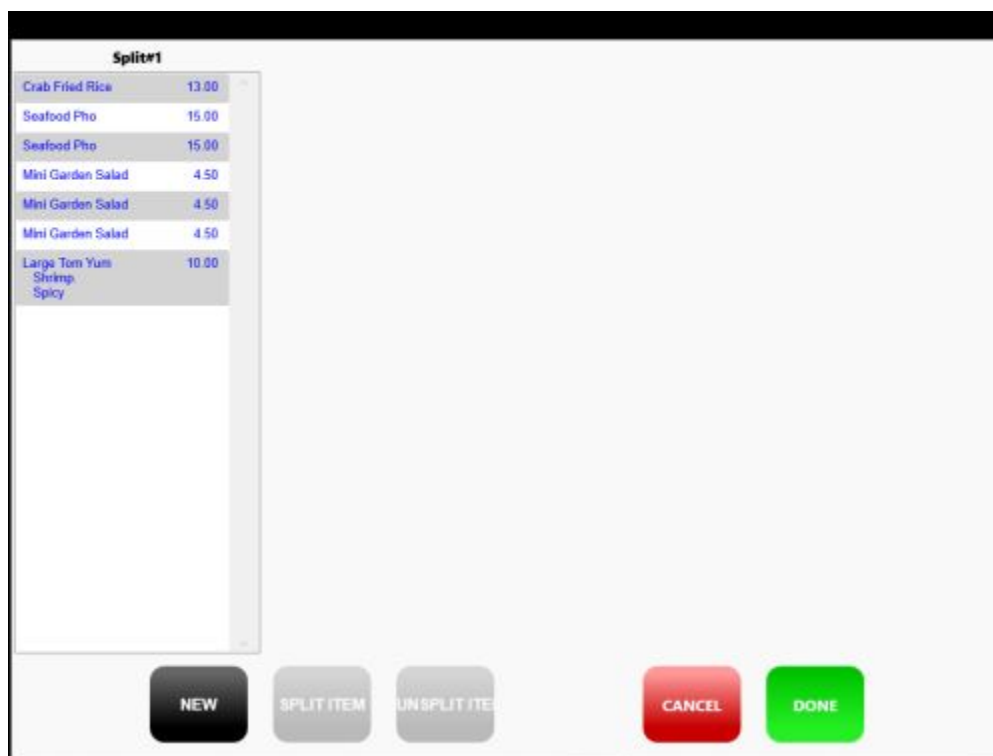 Split#1
Crab Fried Rice 13.00
Seafood Pho 15.00
Seafood Pho 15.00
Mini Garden Salad 4.50
Mini Garden Salad 4.50
Mini Garden Salad 4.50
Large Tom Yum 10.00
Shrimp
Spicy
NEW SPLIT ITEM UNSPLIT ITE CANCEL DONE